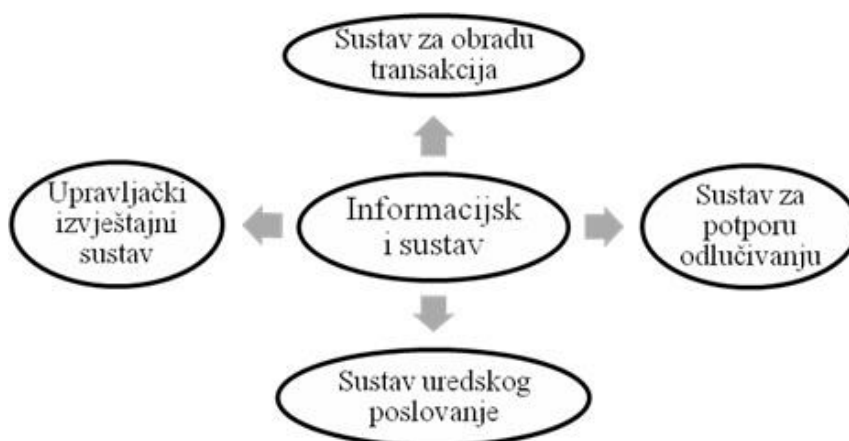 Sustav za obradu
transakcija
Upravljački
izvještajni
sustav
Informacijsk
i sustav
Sustav za
potporu
odlučivanju
Sustav uredskog
poslovanje